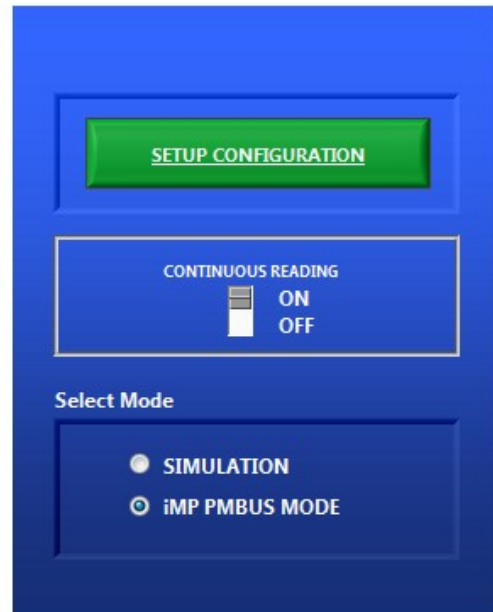 SETUP CONFIGURATION
CONTINUOUS READING
ON
OFF
Select Mode
SIMULATION
iMP PMBUS MODE